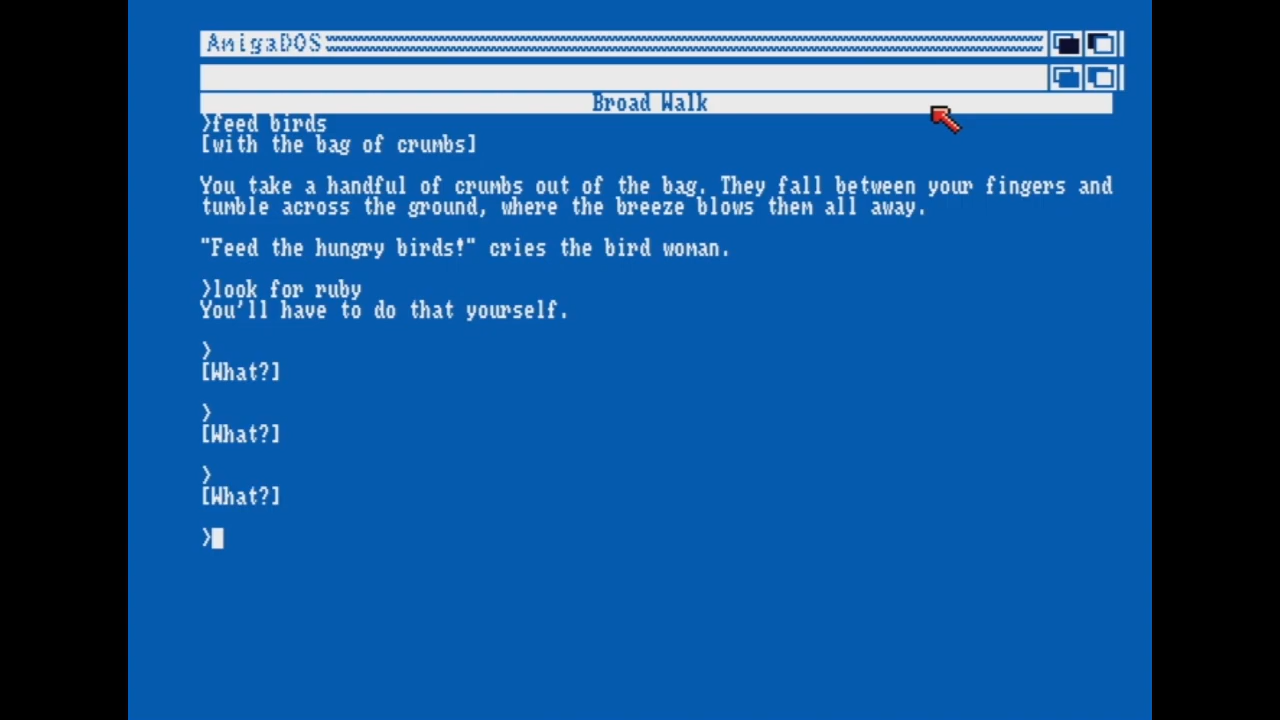 AmigaDOS
Broad Walk
>feed birds
[with the bag of crumbs]
You take a handful of crumbs out of the bag. They fall between your fingers and
tumble across the ground, where the breeze blows them all away.
"Feed the hungry birds!" cries the bird woman.
>look for ruby
You'll have to do that yourself.
>
[What?]
>
[What?]
>
[What?]
>